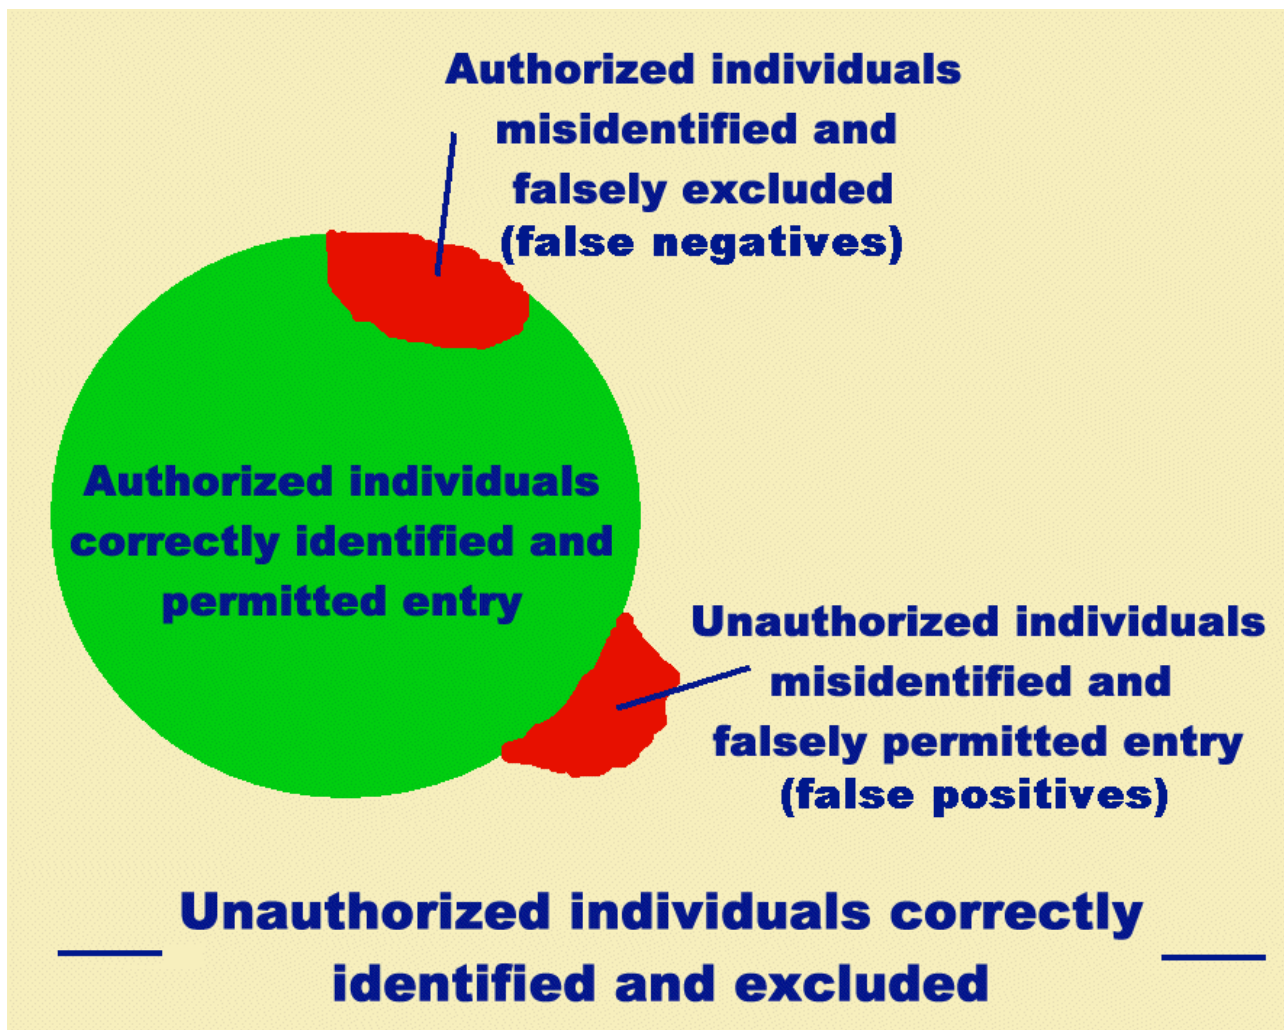 Authorized individuals
misidentified and
falsely excluded
(false negatives)
Authorized individuals
correctly identified and
permitted entry
Unauthorized individuals
misidentified and
falsely permitted entry
(false positives)
Unauthorized individuals correctly
identified and excluded